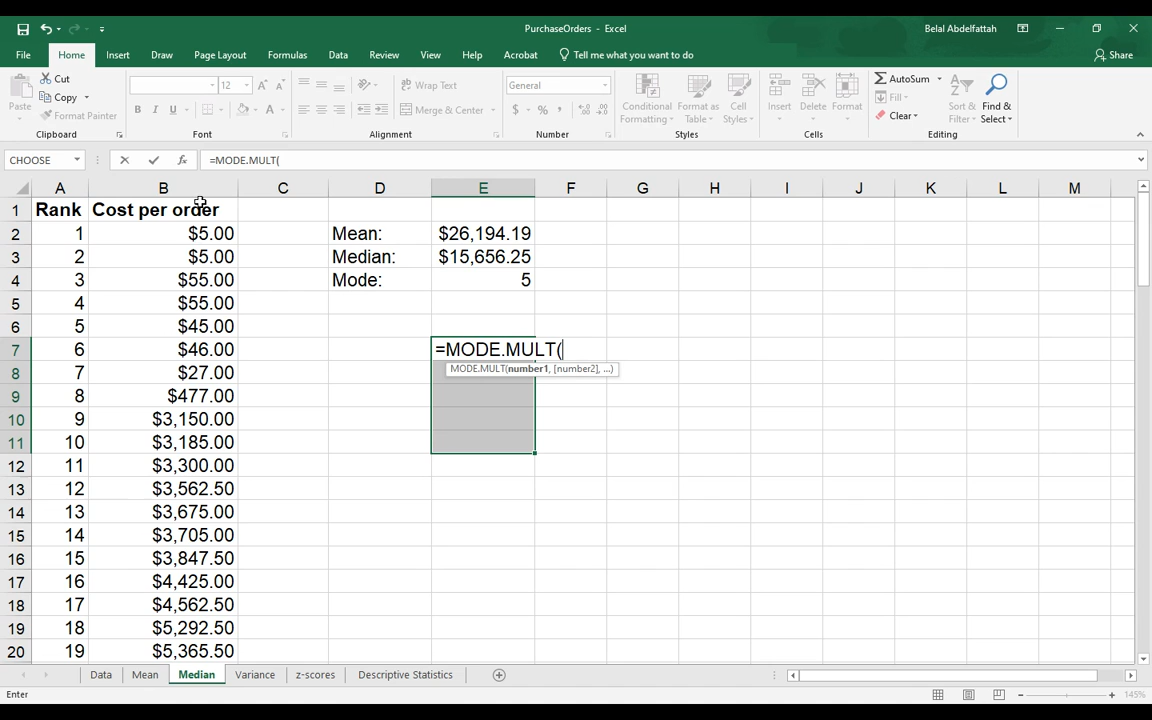 PurchaseOrders - Excel
Belal Abdelfattah
File Home Insert Draw Page Layout Formulas Data Review View Help Acrobat Tell me what you want to do Share
Paste
Cut
Copy
Format Painter
Clipboard
12
B I U
Font
Wrap Text
Merge & Center
Alignment
General
$ % ,
Number
Conditional Formatting
Format as Table
Cell Styles
Styles
Insert Delete Format
Cells
AutoSum
Fill
Clear
Sort & Filter
Find & Select
Editing
CHOOSE fx =MODE.MULT(
A B C D E F G H I J K L M
1 Rank Cost per order
2 1 $5.00 Mean: $26,194.19
3 2 $5.00 Median: $15,656.25
4 3 $55.00 Mode: 5
5 4 $55.00
6 5 $45.00
7 6 $46.00 =MODE.MULT(
8 7 $27.00 MODE.MULT(number1, [number2], ...)
9 8 $477.00
10 9 $3,150.00
11 10 $3,185.00
12 11 $3,300.00
13 12 $3,562.50
14 13 $3,675.00
15 14 $3,705.00
16 15 $3,847.50
17 16 $4,425.00
18 17 $4,562.50
19 18 $5,292.50
20 19 $5,365.50
Data Mean Median Variance z-scores Descriptive Statistics
Enter
145%